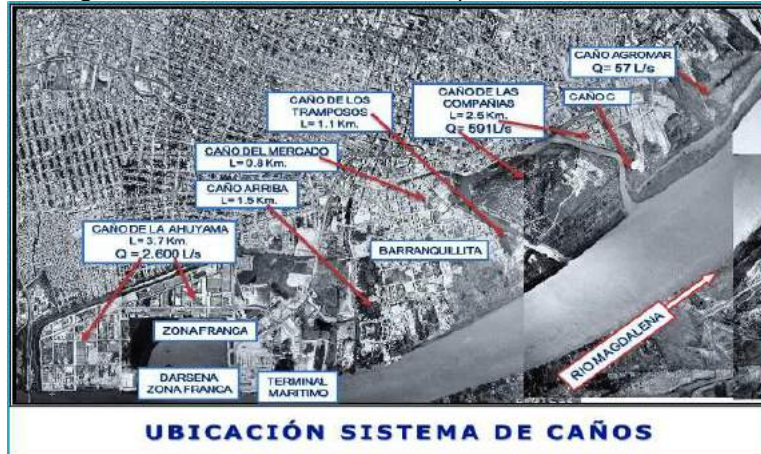 CAÑO AGROMAR
Q= 57 L/s
CAÑO DE LAS
COMPAÑIAS
L= 2.5 Km.
Q= 591L/s
CAÑO C
CAÑO DE LOS
TRAMPOSOS
L= 1.1 Km.
CAÑO DEL MERCADO
L= 0.8 Km.
CAÑO ARRIBA
L= 1.5 Km.
CAÑO DE LA AHUYAMA
L= 3.7 Km.
Q = 2.600 L/s
BARRANQUILLITA
ZONA FRANCA
DARSENA
ZONA FRANCA
TERMINAL
MARITIMO
RIO MAGDALENA
UBICACIÓN SISTEMA DE CAÑOS